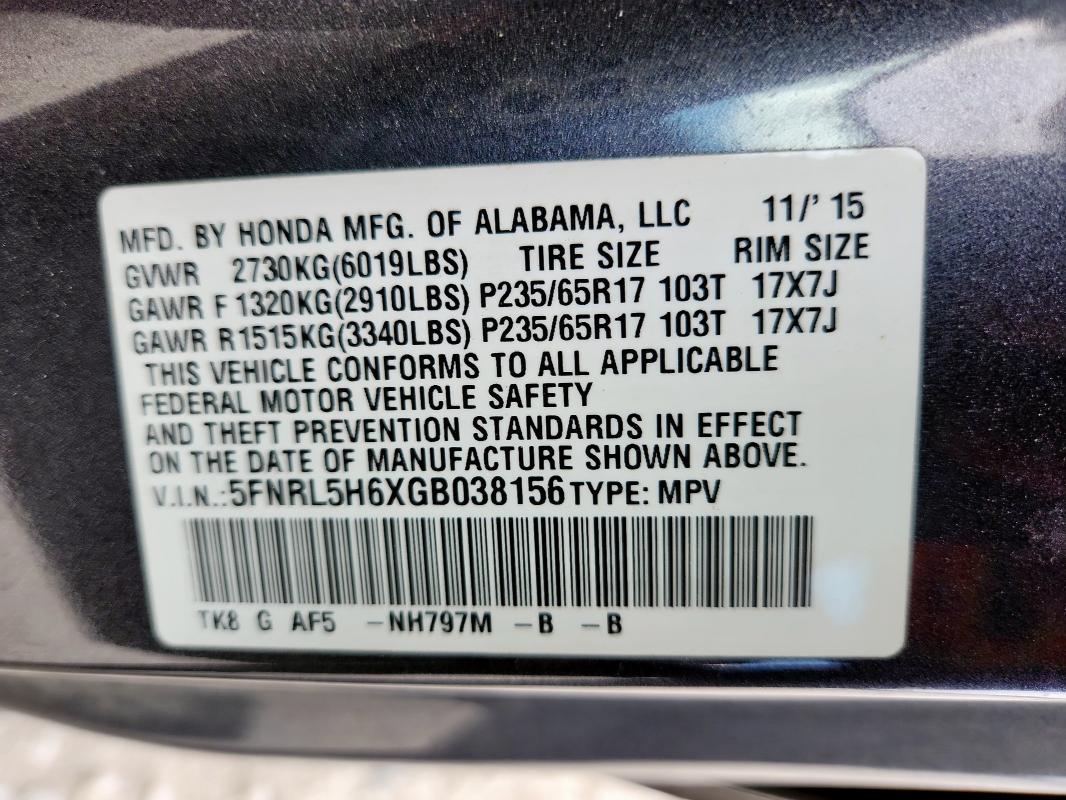 MFD. BY HONDA MFG. OF ALABAMA, LLC 11/' 15
GVWR 2730KG(6019LBS) TIRE SIZE RIM SIZE
GAWR F 1320KG(2910LBS) P235/65R17 103T 17X7J
GAWR R1515KG(3340LBS) P235/65R17 103T 17X7J
THIS VEHICLE CONFORMS TO ALL APPLICABLE
FEDERAL MOTOR VEHICLE SAFETY
AND THEFT PREVENTION STANDARDS IN EFFECT
ON THE DATE OF MANUFACTURE SHOWN ABOVE.
V.I.N.:5FNRL5H6XGB038156 TYPE: MPV
TK8 G AF5 -NH797M -B -B